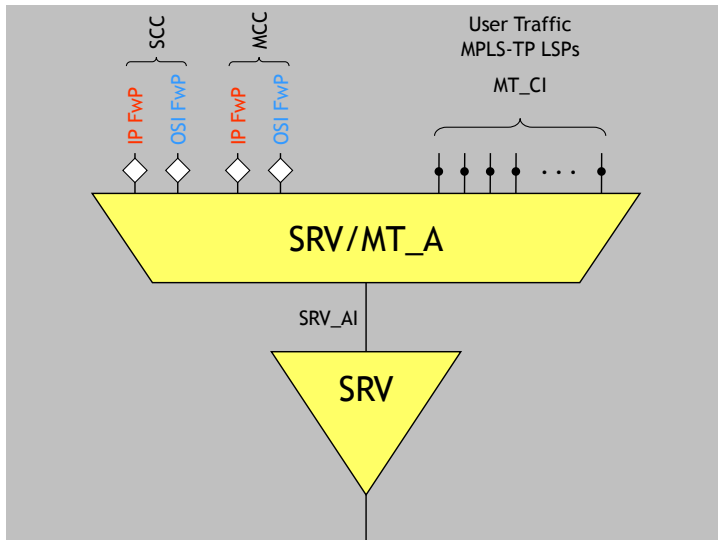 SCC
MCC
User Traffic
MPLS-TP LSPs
MT_CI
IP FwP
OSI FwP
IP FwP
OSI FwP
...
SRV/MT_A
SRV_AI
SRV